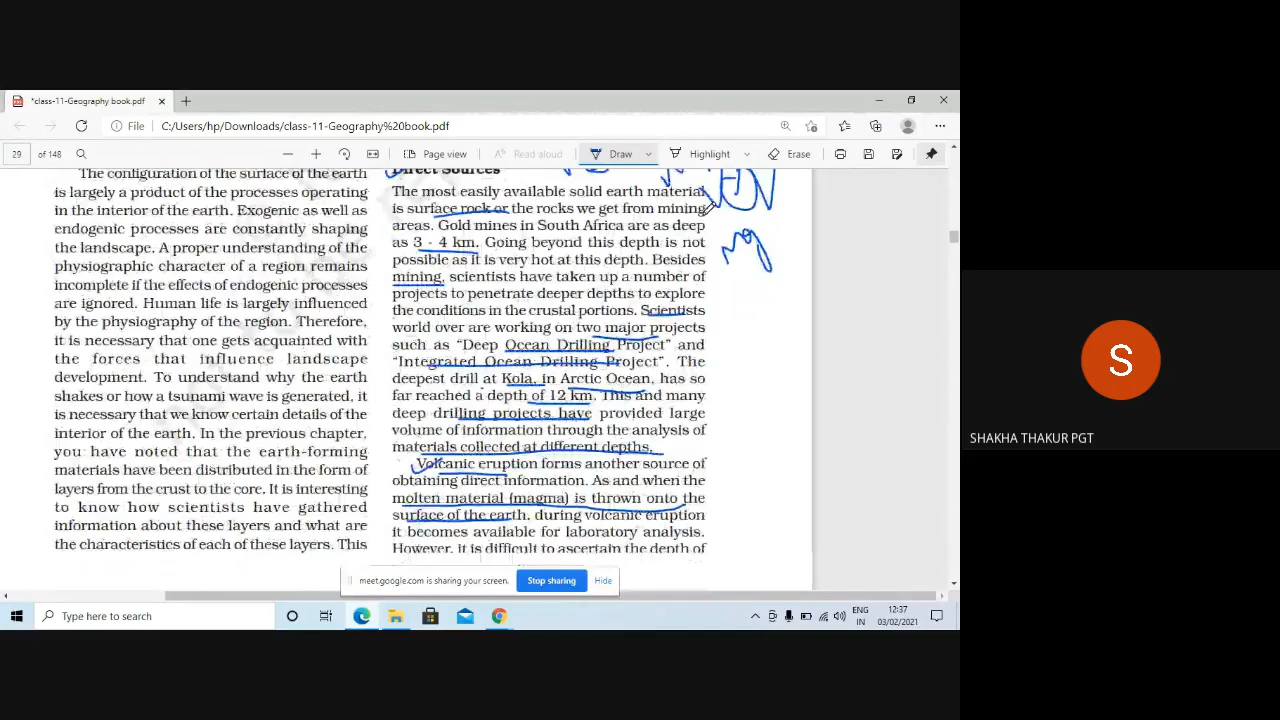 *class-11-Geography book.pdf
File
C:/Users/hp/Downloads/class-11-Geography%20book.pdf
29 of 148
Page view
Read aloud
Draw
Highlight
Erase
The configuration of the surface of the earth
is largely a product of the processes operating
in the interior of the earth. Exogenic as well as
endogenic processes are constantly shaping
the landscape. A proper understanding of the
physiographic character of a region remains
incomplete if the effects of endogenic processes
are ignored. Human life is largely influenced
by the physiography of the region. Therefore,
it is necessary that one gets acquainted with
the forces that influence landscape
development. To understand why the earth
shakes or how a tsunami wave is generated, it
is necessary that we know certain details of the
interior of the earth. In the previous chapter,
you have noted that the earth-forming
materials have been distributed in the form of
layers from the crust to the core. It is interesting
to know how scientists have gathered
information about these layers and what are
the characteristics of each of these layers. This
Direct Sources
The most easily available solid earth material
is surface rock or the rocks we get from mining
areas. Gold mines in South Africa are as deep
as 3 - 4 km. Going beyond this depth is not
possible as it is very hot at this depth. Besides
mining, scientists have taken up a number of
projects to penetrate deeper depths to explore
the conditions in the crustal portions. Scientists
world over are working on two major projects
such as “Deep Ocean Drilling Project” and
“Integrated Ocean Drilling Project”. The
deepest drill at Kola, in Arctic Ocean, has so
far reached a depth of 12 km. This and many
deep drilling projects have provided large
volume of information through the analysis of
materials collected at different depths.
Volcanic eruption forms another source of
obtaining direct information. As and when the
molten material (magma) is thrown onto the
surface of the earth, during volcanic eruption
it becomes available for laboratory analysis.
However, it is difficult to ascertain the depth of
meet.google.com is sharing your screen.
Stop sharing
Hide
Type here to search
ENG
IN
12:37
03/02/2021
S
SHAKHA THAKUR PGT